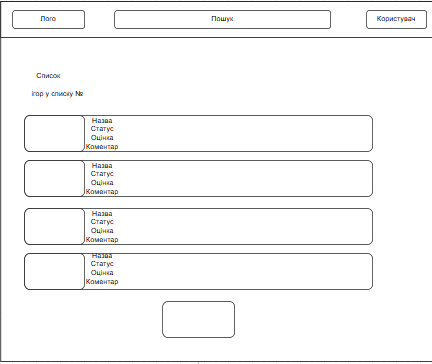 Лого
Пошук
Користувач
Список
ігор у списку №
Назва
Статус
Оцінка
Коментар
Назва
Статус
Оцінка
Коментар
Назва
Статус
Оцінка
Коментар
Назва
Статус
Оцінка
Коментар